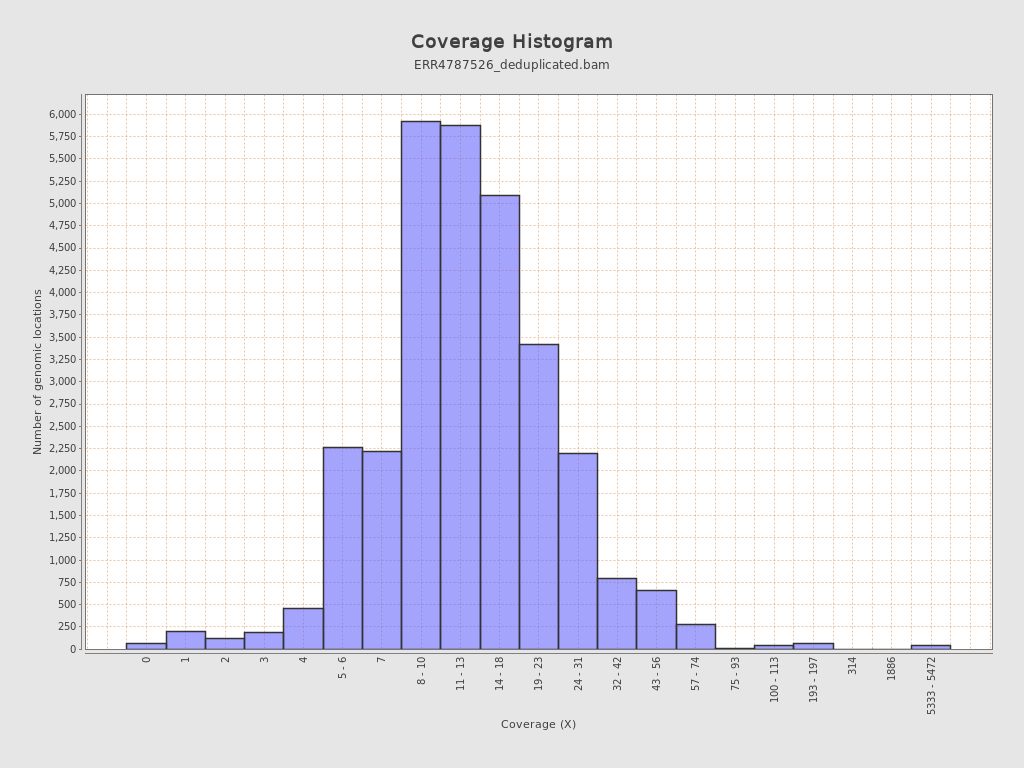 Coverage Histogram
ERR4787526_deduplicated.bam
Number of genomic locations
6,000
5,750
5,500
5,250
5,000
4,750
4,500
4,250
4,000
3,750
3,500
3,250
3,000
2,750
2,500
2,250
2,000
1,750
1,500
1,250
1,000
750
500
250
0
0
1
2
3
4
5 - 6
7
8 - 10
11 - 13
14 - 18
19 - 23
24 - 31
32 - 42
43 - 56
57 - 74
75 - 93
100 - 113
193 - 197
314
1886
5333 - 5472
Coverage (X)